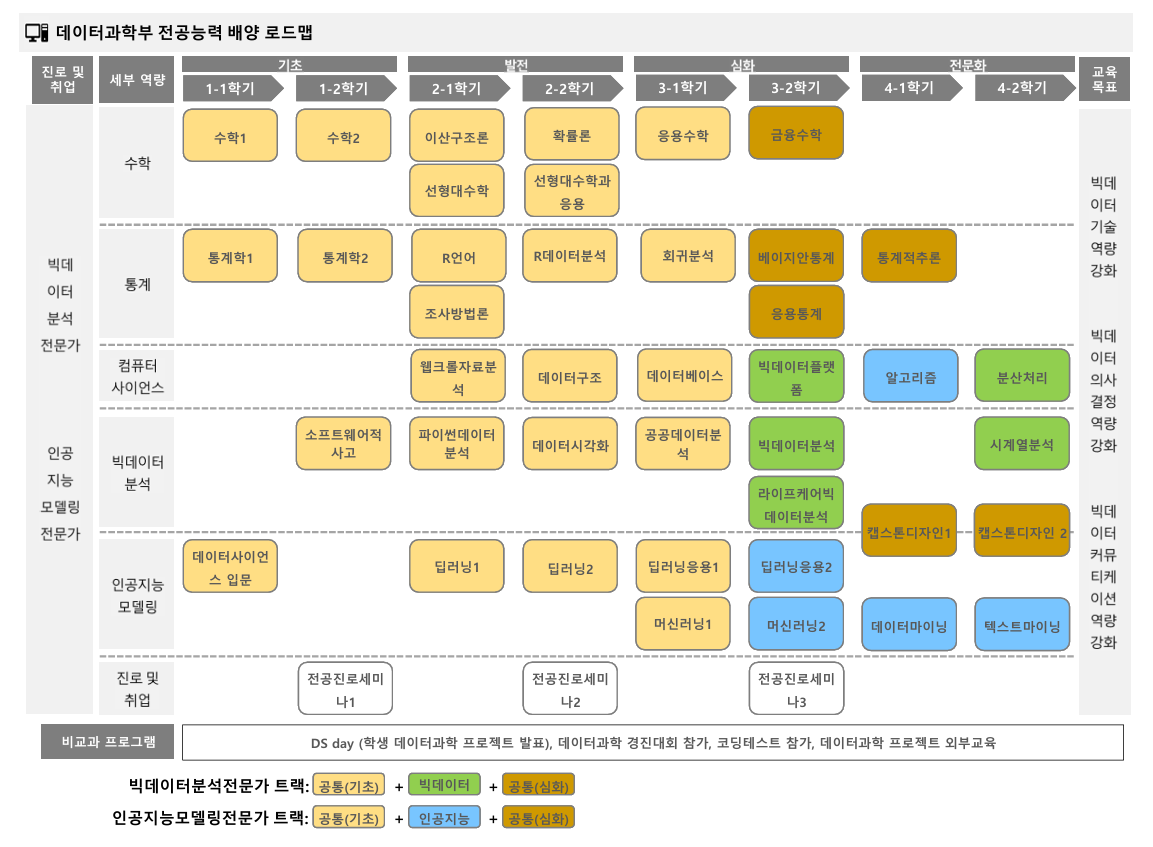 데이터과학부 전공능력 배양 로드맵
진로 및
취업
세부 역량
기초
발전
심화
전문화
교육
목표
1-1학기
1-2학기
2-1학기
2-2학기
3-1학기
3-2학기
4-1학기
4-2학기
빅데
이터
분석
전문가
인공
지능
모델링
전문가
수학
수학1
수학2
이산구조론
확률론
응용수학
금융수학
선형대수학
선형대수학과
응용
통계
통계학1
통계학2
R언어
R데이터분석
회귀분석
베이지안통계
통계적추론
조사방법론
응용통계
컴퓨터
사이언스
웹크롤자료분
석
데이터구조
데이터베이스
빅데이터플랫
폼
알고리즘
분산처리
빅데이터
분석
소프트웨어적
사고
파이썬데이터
분석
데이터시각화
공공데이터분
석
빅데이터분석
시계열분석
라이프케어빅
데이터분석
캡스톤디자인1
캡스톤디자인 2
인공지능
모델링
데이터사이언
스 입문
딥러닝1
딥러닝2
딥러닝응용1
딥러닝응용2
머신러닝1
머신러닝2
데이터마이닝
텍스트마이닝
진로 및
취업
전공진로세미
나1
전공진로세미
나2
전공진로세미
나3
빅데
이터
기술
역량
강화
빅데
이터
의사
결정
역량
강화
빅데
이터
커뮤
티케
이션
역량
강화
비교과 프로그램
DS day (학생 데이터과학 프로젝트 발표), 데이터과학 경진대회 참가, 코딩테스트 참가, 데이터과학 프로젝트 외부교육
빅데이터분석전문가 트랙: 공통(기초) + 빅데이터 + 공통(심화)
인공지능모델링전문가 트랙: 공통(기초) + 인공지능 + 공통(심화)